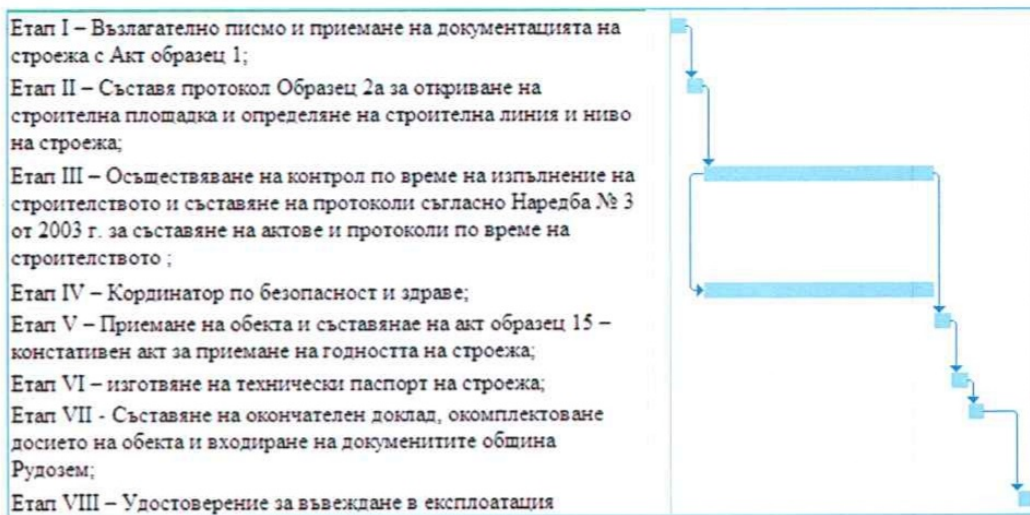 Етап I – Възлагателно писмо и приемане на документацията на
строежа с Акт образец 1;
Етап II – Съставя протокол Образец 2а за откриване на
строителна площадка и определяне на строителна линия и ниво
на строежа;
Етап III – Осъществяване на контрол по време на изпълнение на
строителството и съставяне на протоколи съгласно Наредба № 3
от 2003 г. за съставяне на актове и протоколи по време на
строителството ;
Етап IV – Кординатор по безопасност и здраве;
Етап V – Приемане на обекта и съставянае на акт образец 15 –
констативен акт за приемане на годността на строежа;
Етап VI – изготвяне на технически паспорт на строежа;
Етап VII - Съставяне на окончателен доклад, окомплектоване
досието на обекта и входиране на докуменитите община
Рудозем;
Етап VIII – Удостоверение за въвеждане в експлоатация